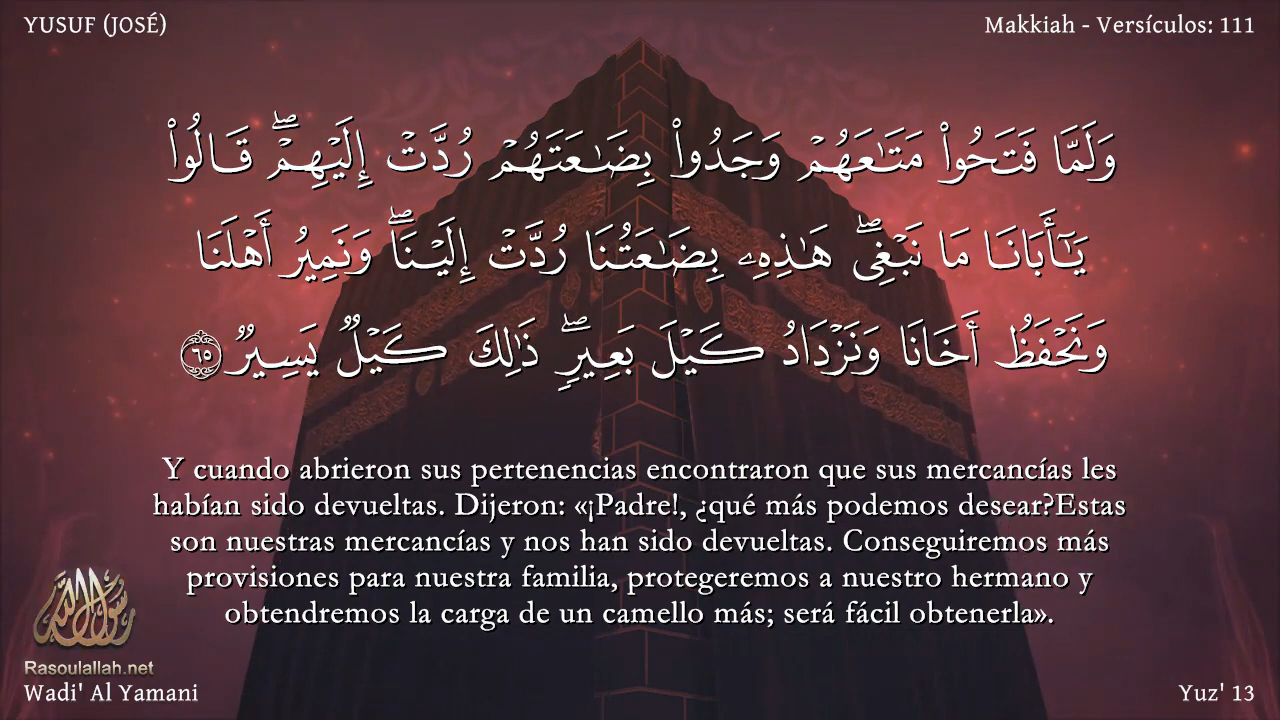 YUSUF (JOSÉ)
Makkiah - Versículos: 111
وَلَمَّا فَتَحُوا۟ مَتَـٰعَهُمْ وَجَدُوا۟ بِضَـٰعَتَهُمْ رُدَّتْ إِلَيْهِمْ ۖ قَالُوا۟
يَـٰٓأَبَانَا مَا نَبْغِى ۖ هَـٰذِهِۦ بِضَـٰعَتُنَا رُدَّتْ إِلَيْنَا ۖ وَنَمِيرُ أَهْلَنَا
وَنَحْفَظُ أَخَانَا وَنَزْدَادُ كَيْلَ بَعِيرٍ ۖ ذَٰلِكَ كَيْلٌ يَسِيرٌ ٦٥
Y cuando abrieron sus pertenencias encontraron que sus mercancías les
habían sido devueltas. Dijeron: «¡Padre!, ¿qué más podemos desear?Estas
son nuestras mercancías y nos han sido devueltas. Conseguiremos más
provisiones para nuestra familia, protegeremos a nuestro hermano y
obtendremos la carga de un camello más; será fácil obtenerla».
رسول الله
Rasoulallah.net
Wadi' Al Yamani
Yuz' 13